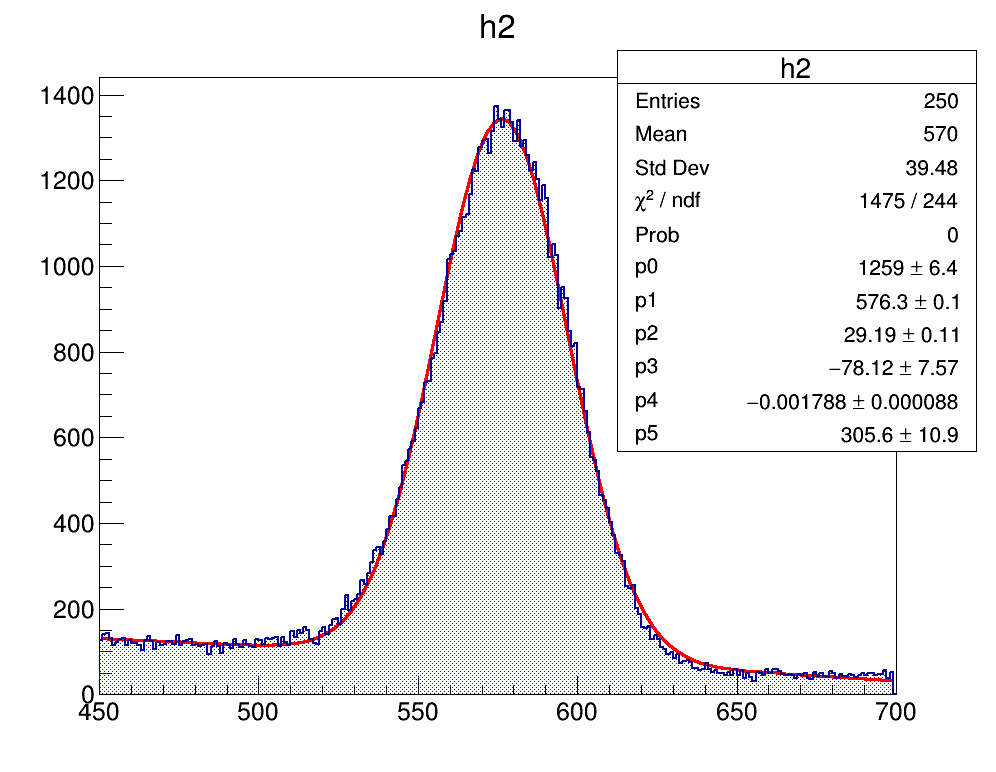 h2
h2
Entries 250
Mean 570
Std Dev 39.48
χ² / ndf 1475 / 244
Prob 0
p0 1259 ± 6.4
p1 576.3 ± 0.1
p2 29.19 ± 0.11
p3 −78.12 ± 7.57
p4 −0.001788 ± 0.000088
p5 305.6 ± 10.9
1400
1200
1000
800
600
400
200
0
450 500 550 600 650 700